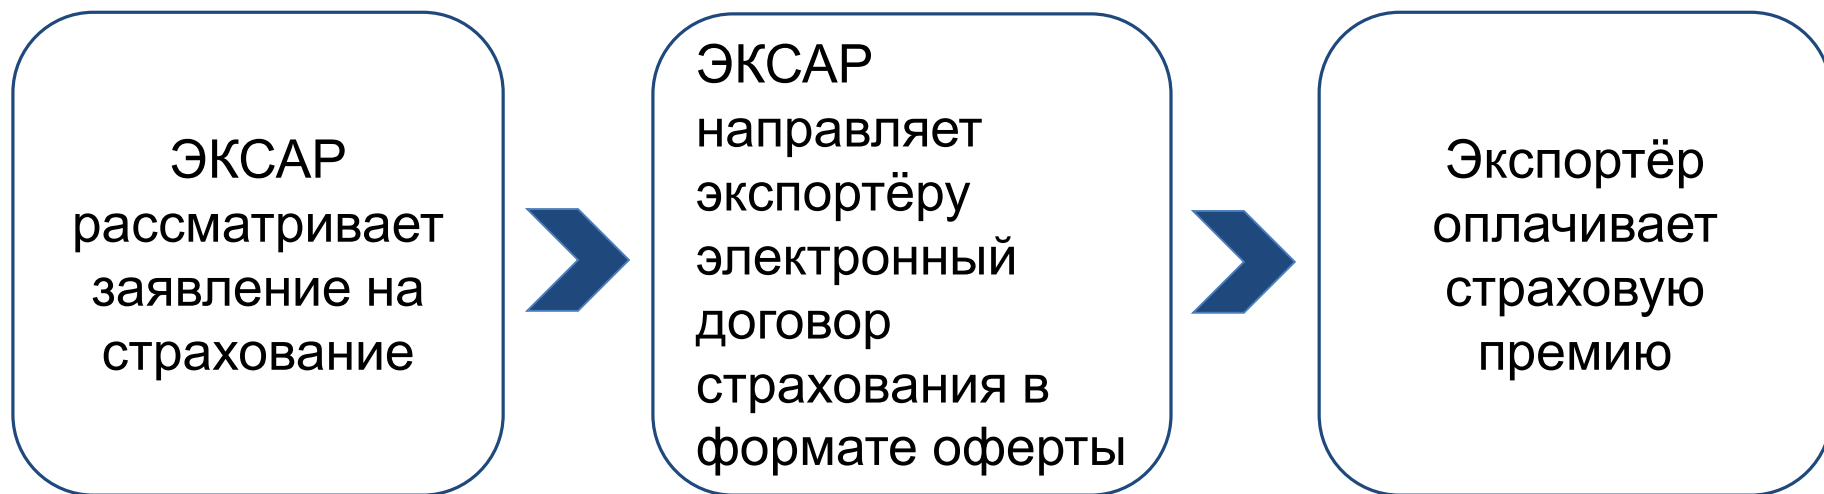 ЭКСАР
рассматривает
заявление на
страхование
ЭКСАР
направляет
экспортёру
электронный
договор
страхования в
формате оферты
Экспортёр
оплачивает
страховую
премию